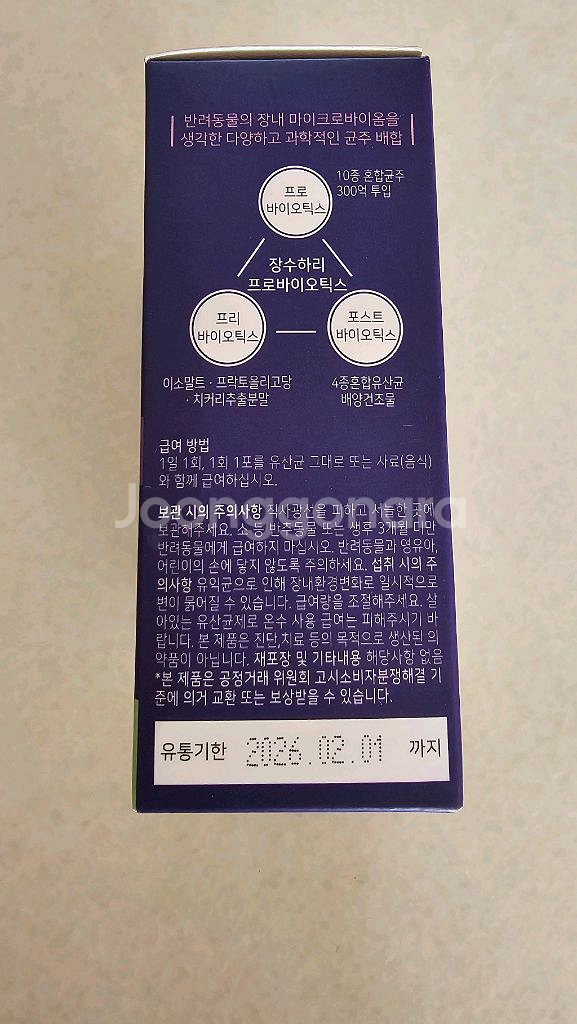 반려동물의 장내 마이크로바이옴을
생각한 다양하고 과학적인 균주 배합
프로
바이오틱스
10종 혼합균주
300억 투입
장수하리
프로바이오틱스
프리
바이오틱스
포스트
바이오틱스
이소말트 · 프락토올리고당
· 치커리추출분말
4종혼합유산균
배양건조물
급여 방법
1일 1회, 1회 1포를 유산균 그대로 또는 사료(음식)
와 함께 급여하십시오.
보관 시의 주의사항 직사광선을 피하고 서늘한 곳에
보관해주세요. 소 등 반추동물 또는 생후 3개월 미만
반려동물에게 급여하지 마십시오. 반려동물과 영유아,
어린이의 손에 닿지 않도록 주의하세요. 섭취 시의 주
의사항 유익균으로 인해 장내환경변화로 일시적으로
변이 묽어질 수 있습니다. 급여량을 조절해주세요. 살
아있는 유산균제로 온수 사용 급여는 피해주시기 바
랍니다. 본 제품은 진단,치료 등의 목적으로 생산된 의
약품이 아닙니다. 재포장 및 기타내용 해당사항 없음
*본 제품은 공정거래 위원회 고시소비자분쟁해결 기
준에 의거 교환 또는 보상받을 수 있습니다.
유통기한 2026.02.01 까지
Joonggonara